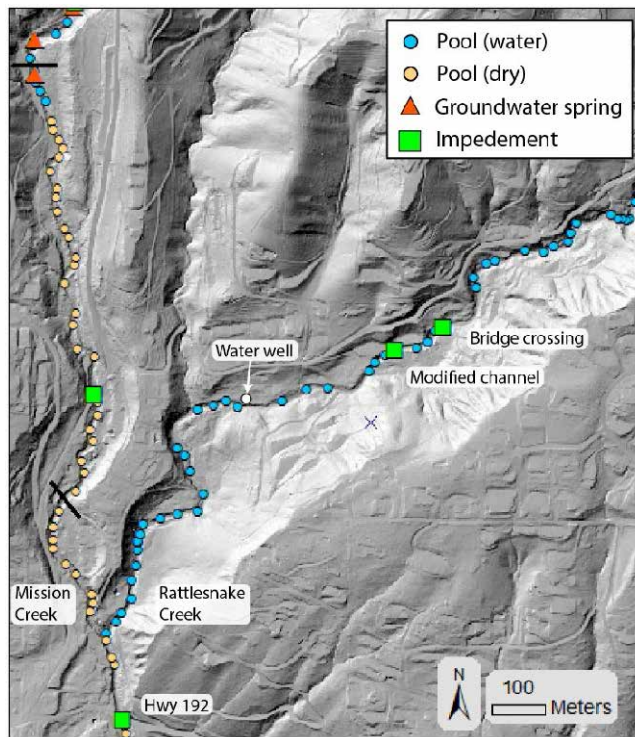 Pool (water)
Pool (dry)
Groundwater spring
Impedement
Bridge crossing
Water well
Modified channel
Mission
Creek
Rattlesnake
Creek
Hwy 192
N
100
Meters